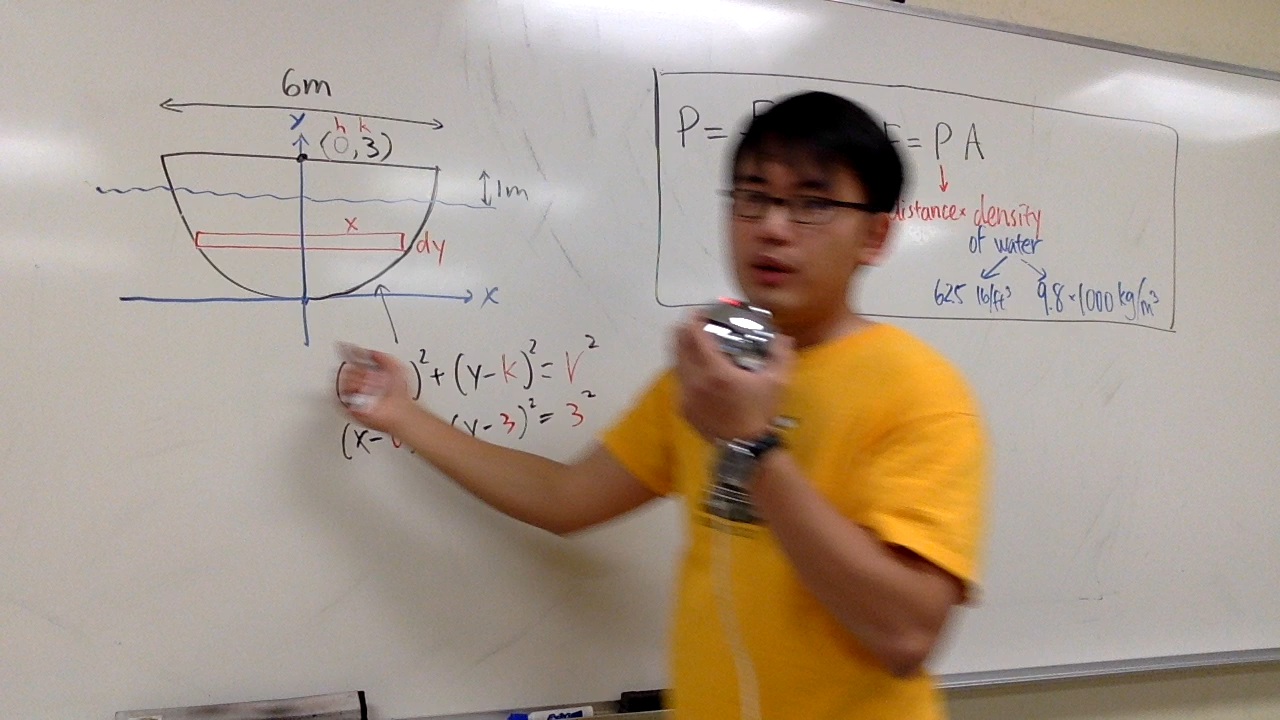 6m
y
h k
(0,3)
1m
x
dy
x
)²+(y-k)²=r²
(x- y-3)²=3²
P= = P A
distance× density
of water
62.5 lb/ft³ 9.8×1000 kg/m³